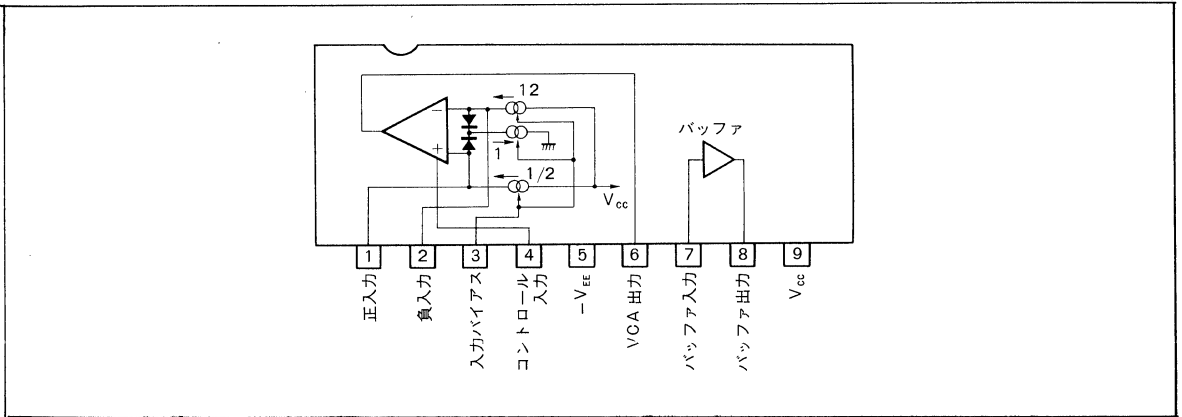 12
1
1/2
Vcc
バッファ
− +
1 2 3 4 5 6 7 8 9
正入力
負入力
入力バイアス
コントロール
入力
−VEE
VCA出力
バッファ入力
バッファ出力
Vcc